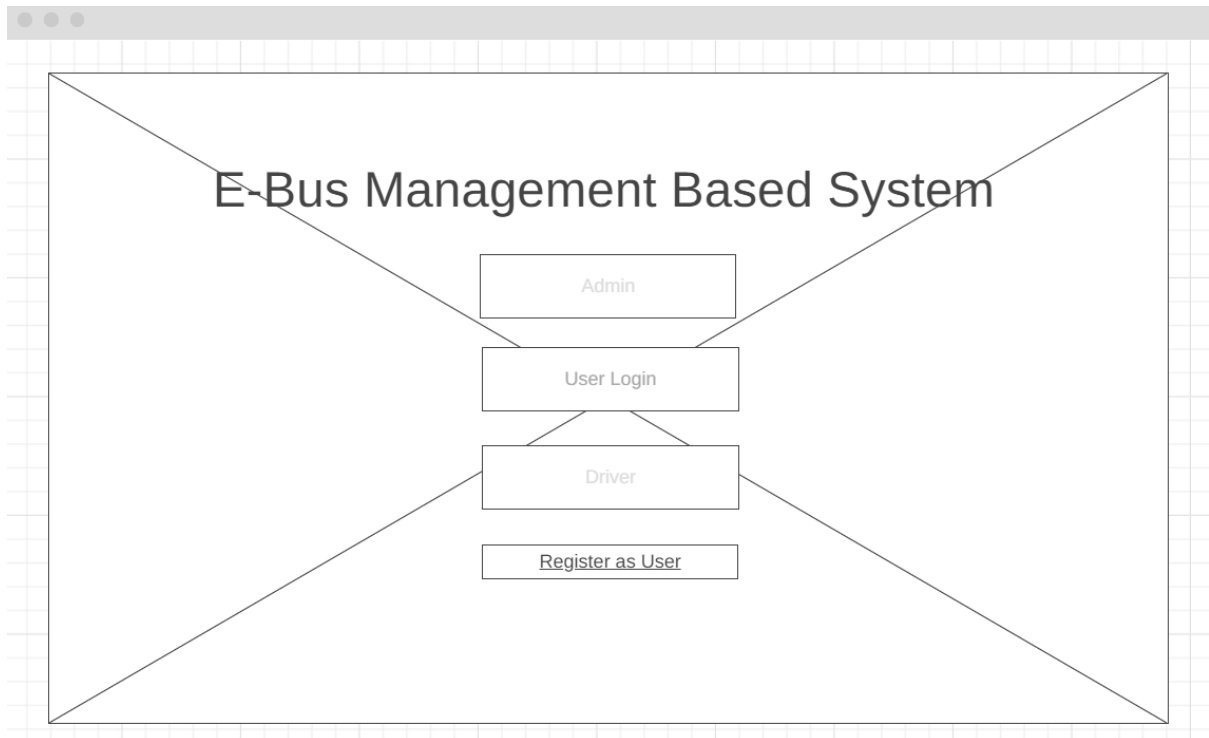 E-Bus Management Based System
Admin
User Login
Driver
Register as User